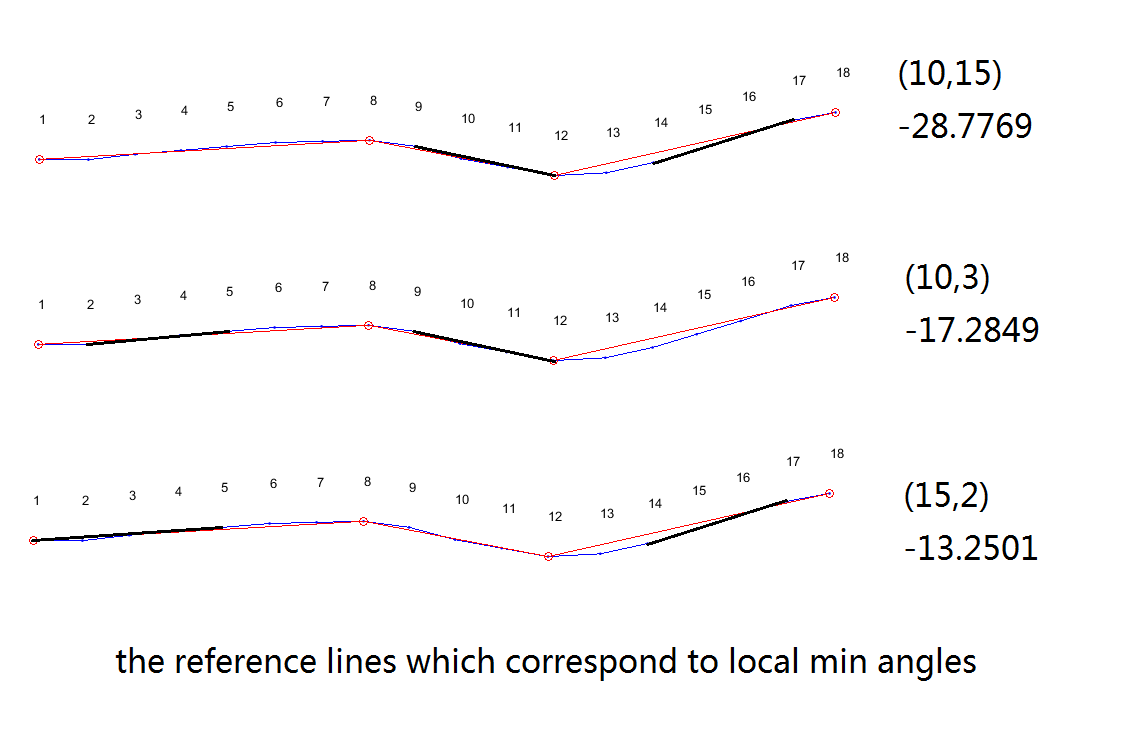 1 2 3 4 5 6 7 8 9 10 11 12 13 14 15 16 17 18
(10,15)
-28.7769
1 2 3 4 5 6 7 8 9 10 11 12 13 14 15 16 17 18
(10,3)
-17.2849
1 2 3 4 5 6 7 8 9 10 11 12 13 14 15 16 17 18
(15,2)
-13.2501
the reference lines which correspond to local min angles